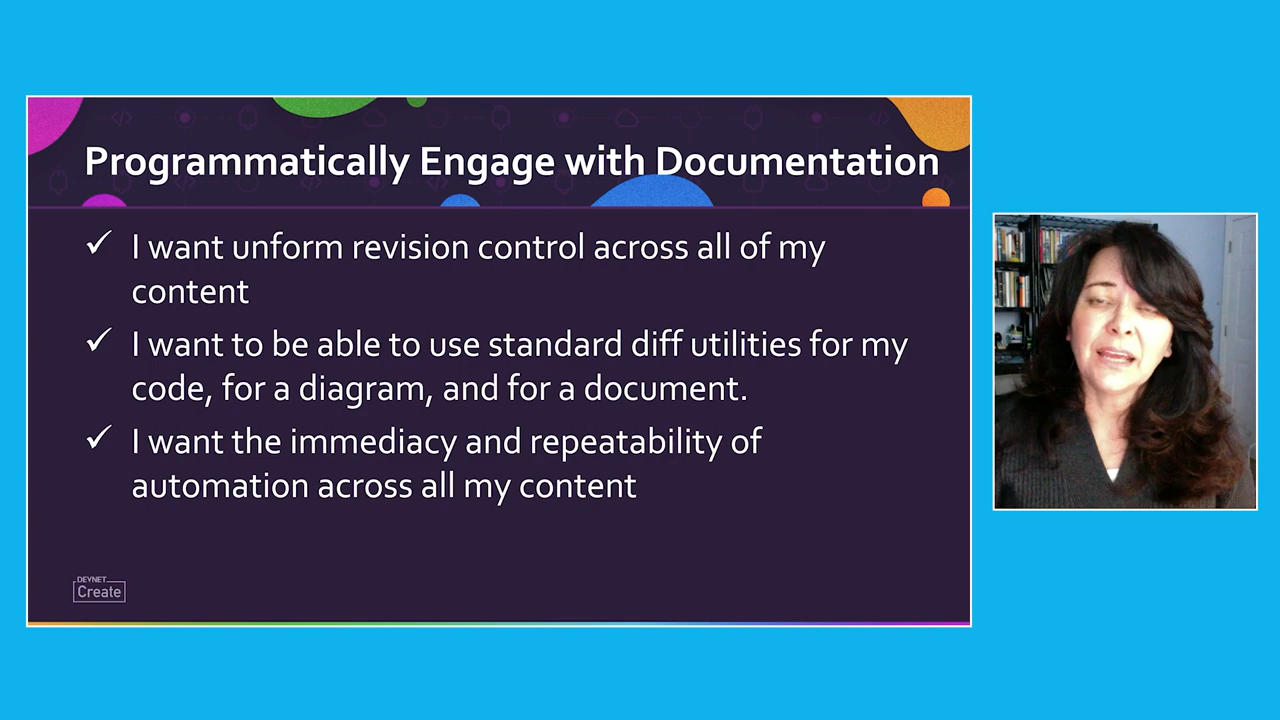 Programmatically Engage with Documentation
✓ I want unform revision control across all of my
content
✓ I want to be able to use standard diff utilities for my
code, for a diagram, and for a document.
✓ I want the immediacy and repeatability of
automation across all my content
DEVNET
Create